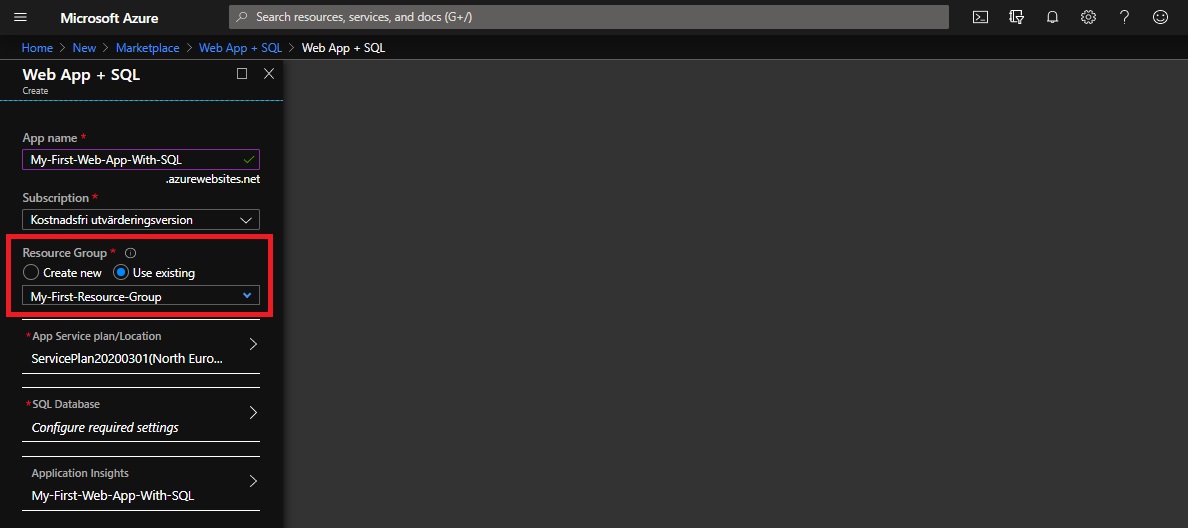 Microsoft Azure
Search resources, services, and docs (G+/)
Home > New > Marketplace > Web App + SQL > Web App + SQL
Web App + SQL
Create
App name *
My-First-Web-App-With-SQL
.azurewebsites.net
Subscription *
Kostnadsfri utvärderingsversion
Resource Group *
Create new Use existing
My-First-Resource-Group
*App Service plan/Location
ServicePlan20200301(North Euro...
*SQL Database
Configure required settings
Application Insights
My-First-Web-App-With-SQL